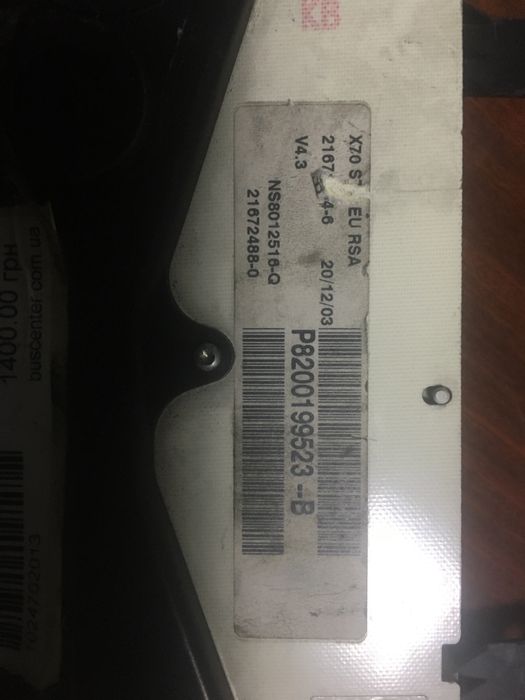 X70 S EU RSA
2167 4-6 20/12/03
V4.3
P8200199523 --B
NS8012516-Q
21672488-0
1400.00 грн
buscenter.com.ua